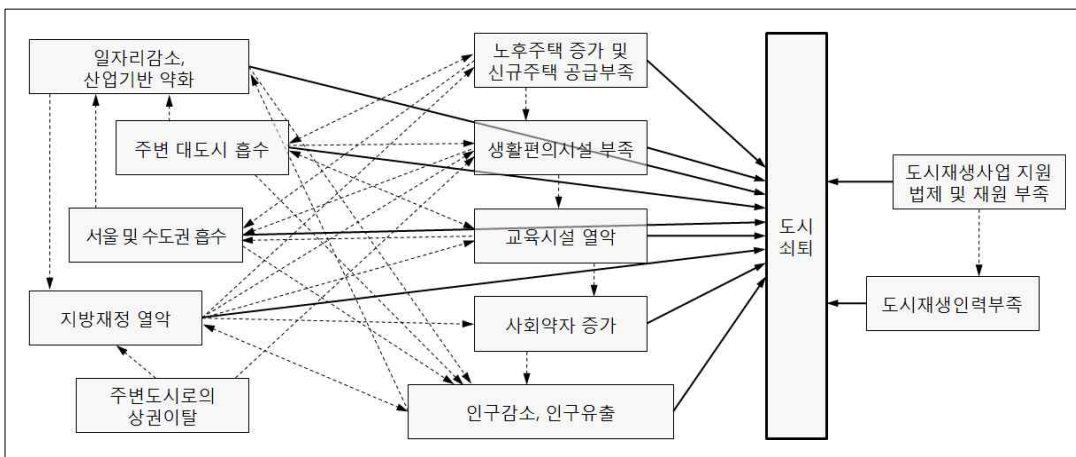 일자리감소,
산업기반 약화
주변 대도시 흡수
서울 및 수도권 흡수
지방재정 열악
주변도시로의
상권이탈
노후주택 증가 및
신규주택 공급부족
생활편의시설 부족
교육시설 열악
사회약자 증가
인구감소, 인구유출
도시
쇠퇴
도시재생사업 지원
법제 및 재원 부족
도시재생인력부족